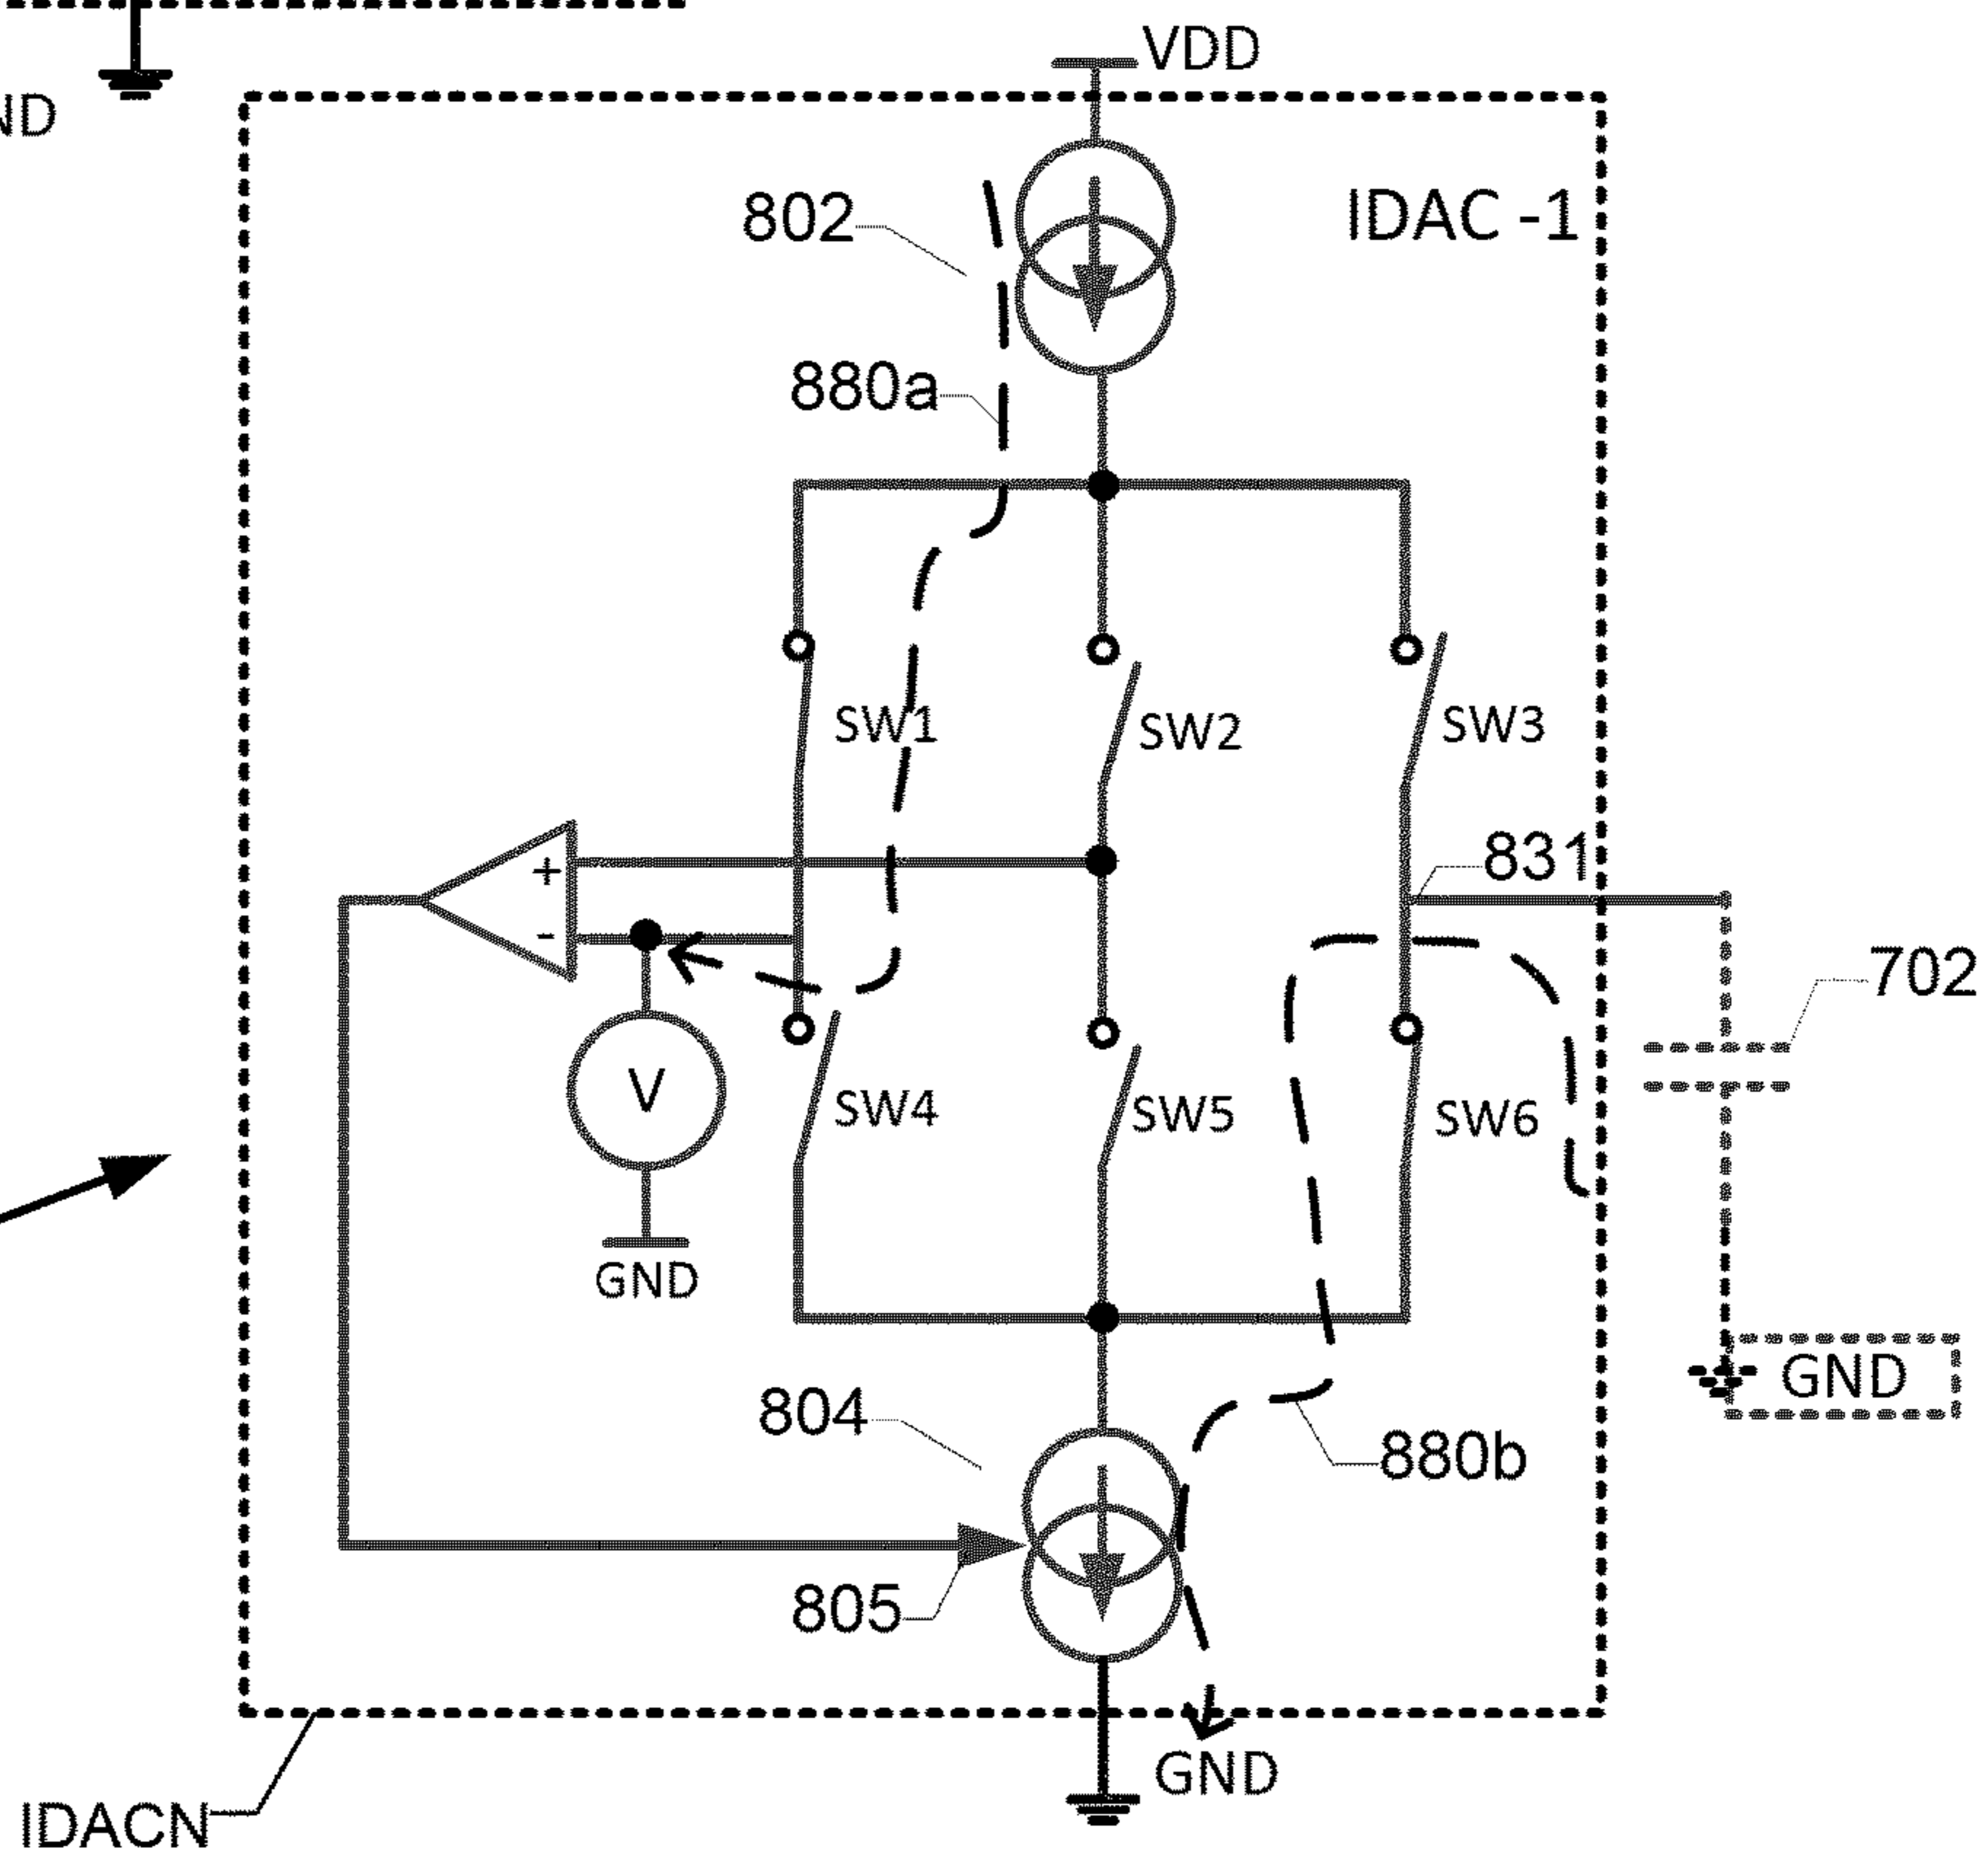 VDD
ND
802
IDAC -1
880a
SW1
SW2
SW3
+
-
831
702
V
SW4
SW5
SW6
GND
GND
804
880b
805
GND
IDACN